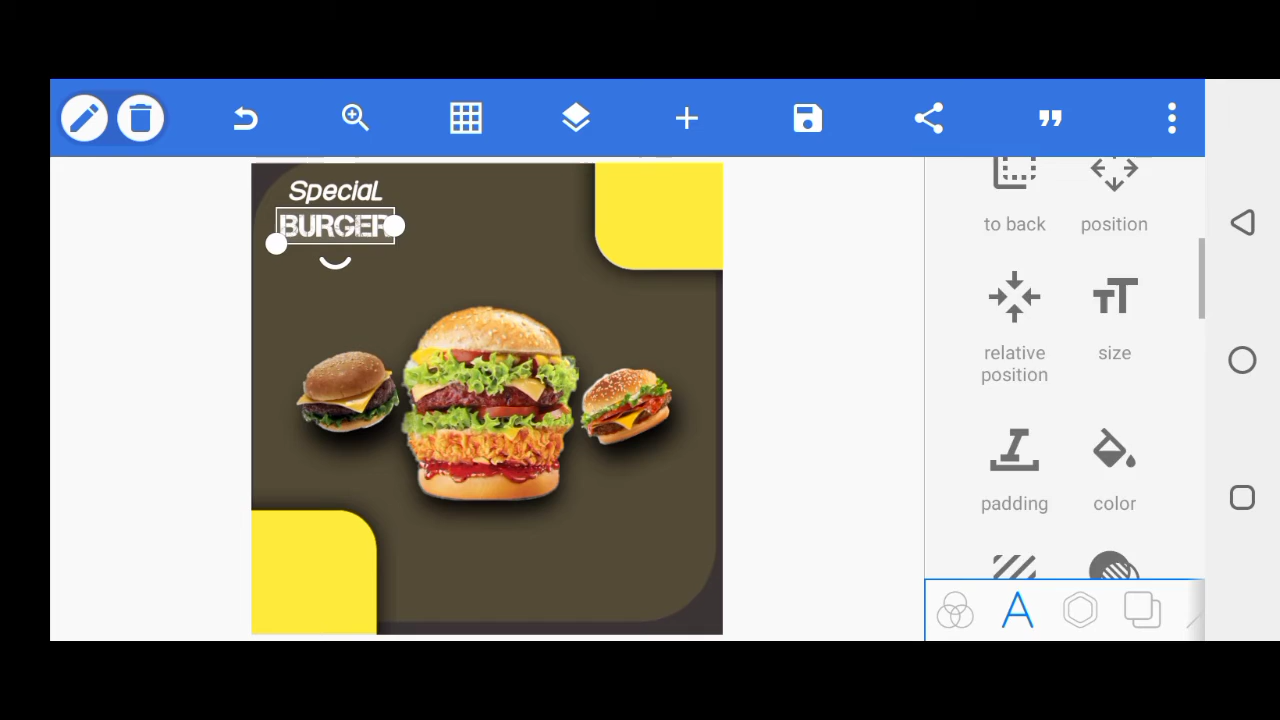 SpeciaL
BURGER
to back
position
relative
position
size
padding
color